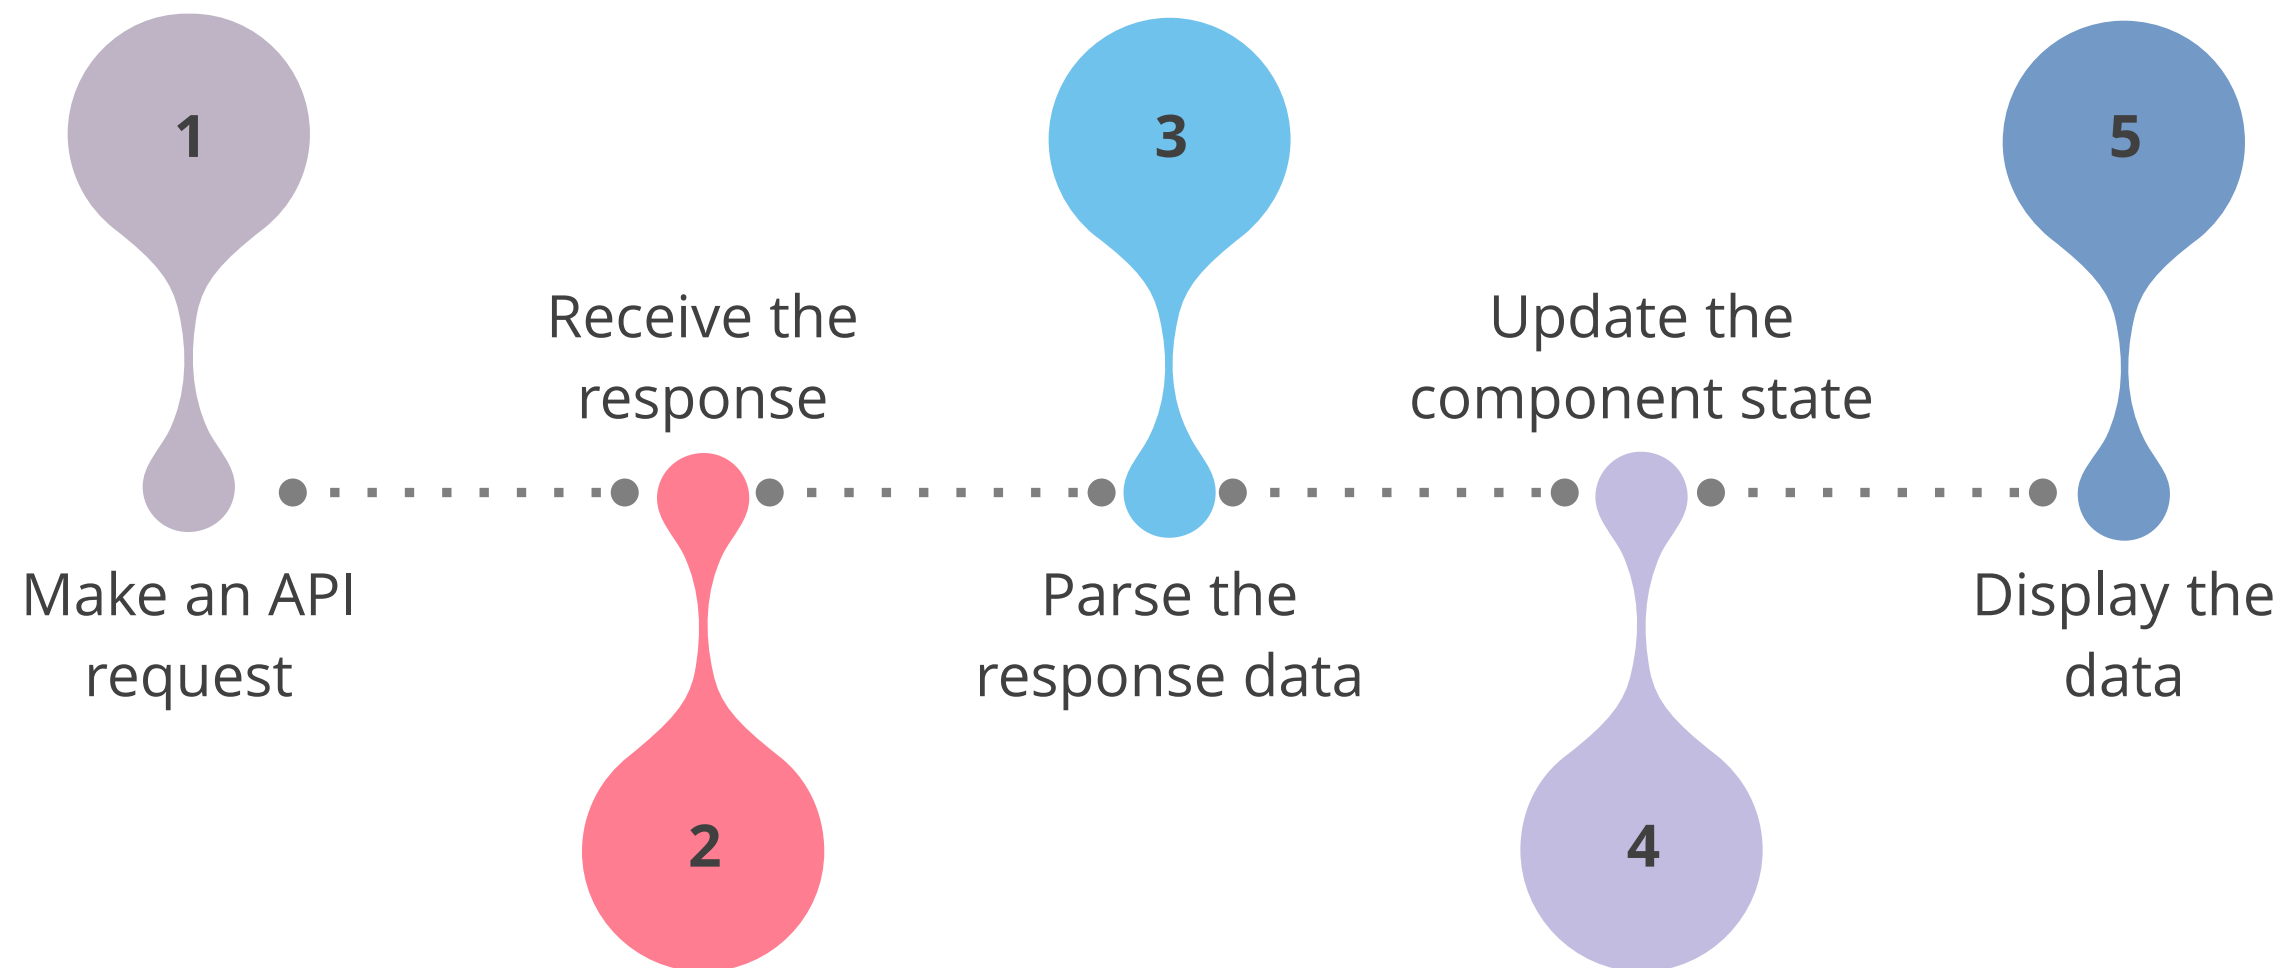 1
Make an API
request
2
Receive the
response
3
Parse the
response data
4
Update the
component state
5
Display the
data